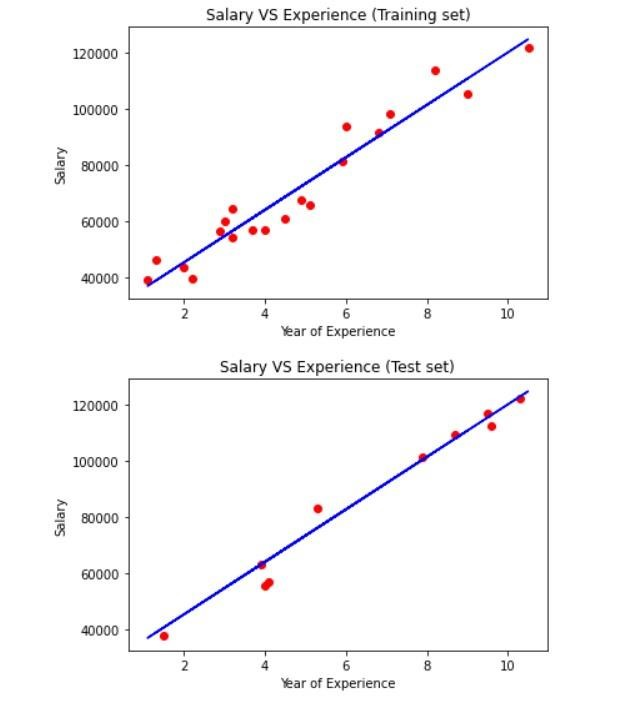 Salary VS Experience (Training set)
120000
100000
80000
60000
40000
Salary
2 4 6 8 10
Year of Experience
Salary VS Experience (Test set)
120000
100000
80000
60000
40000
Salary
2 4 6 8 10
Year of Experience